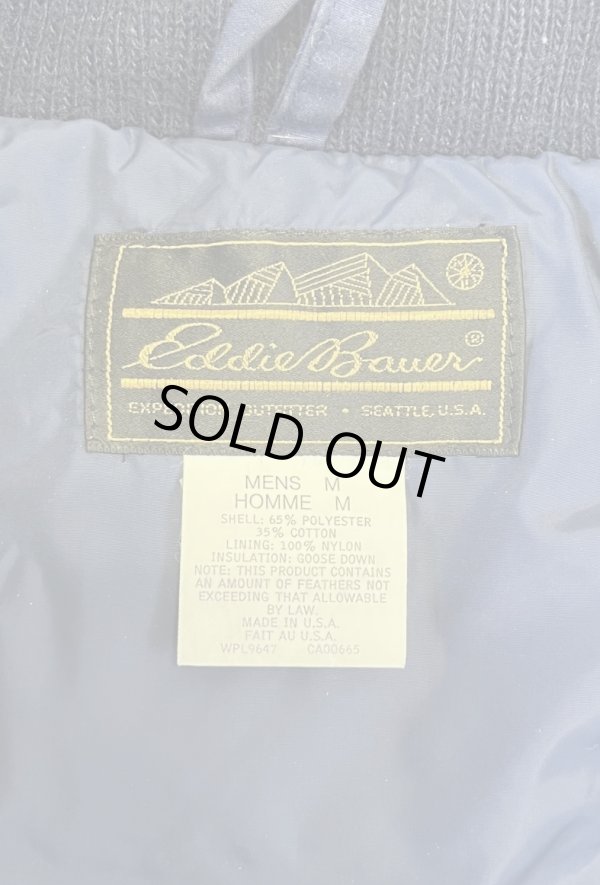 Eddie Bauer ®
EXPEDITION OUTFITTER • SEATTLE, U.S.A.
SOLD OUT
MENS M
HOMME M
SHELL: 65% POLYESTER
35% COTTON
LINING: 100% NYLON
INSULATION: GOOSE DOWN
NOTE: THIS PRODUCT CONTAINS
AN AMOUNT OF FEATHERS NOT
EXCEEDING THAT ALLOWABLE
BY LAW.
MADE IN U.S.A.
FAIT AU U.S.A.
WPL9647 CA00665